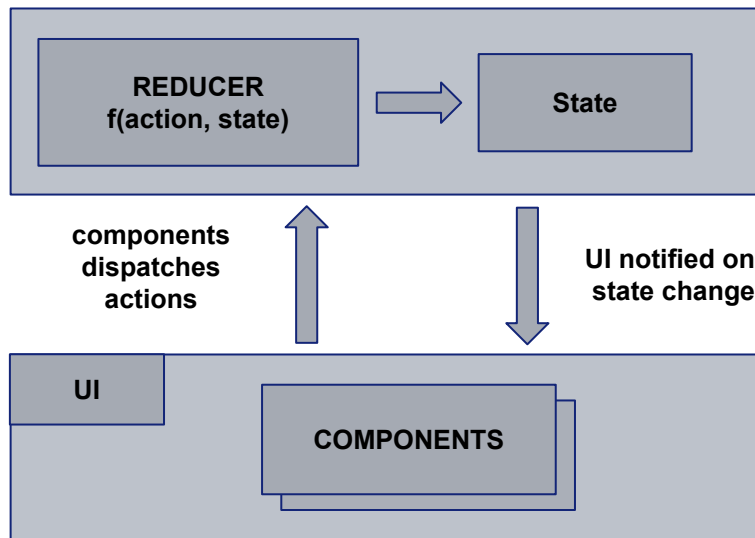 REDUCER
f(action, state)
State
components
dispatches
actions
UI notified on
state change
UI
COMPONENTS